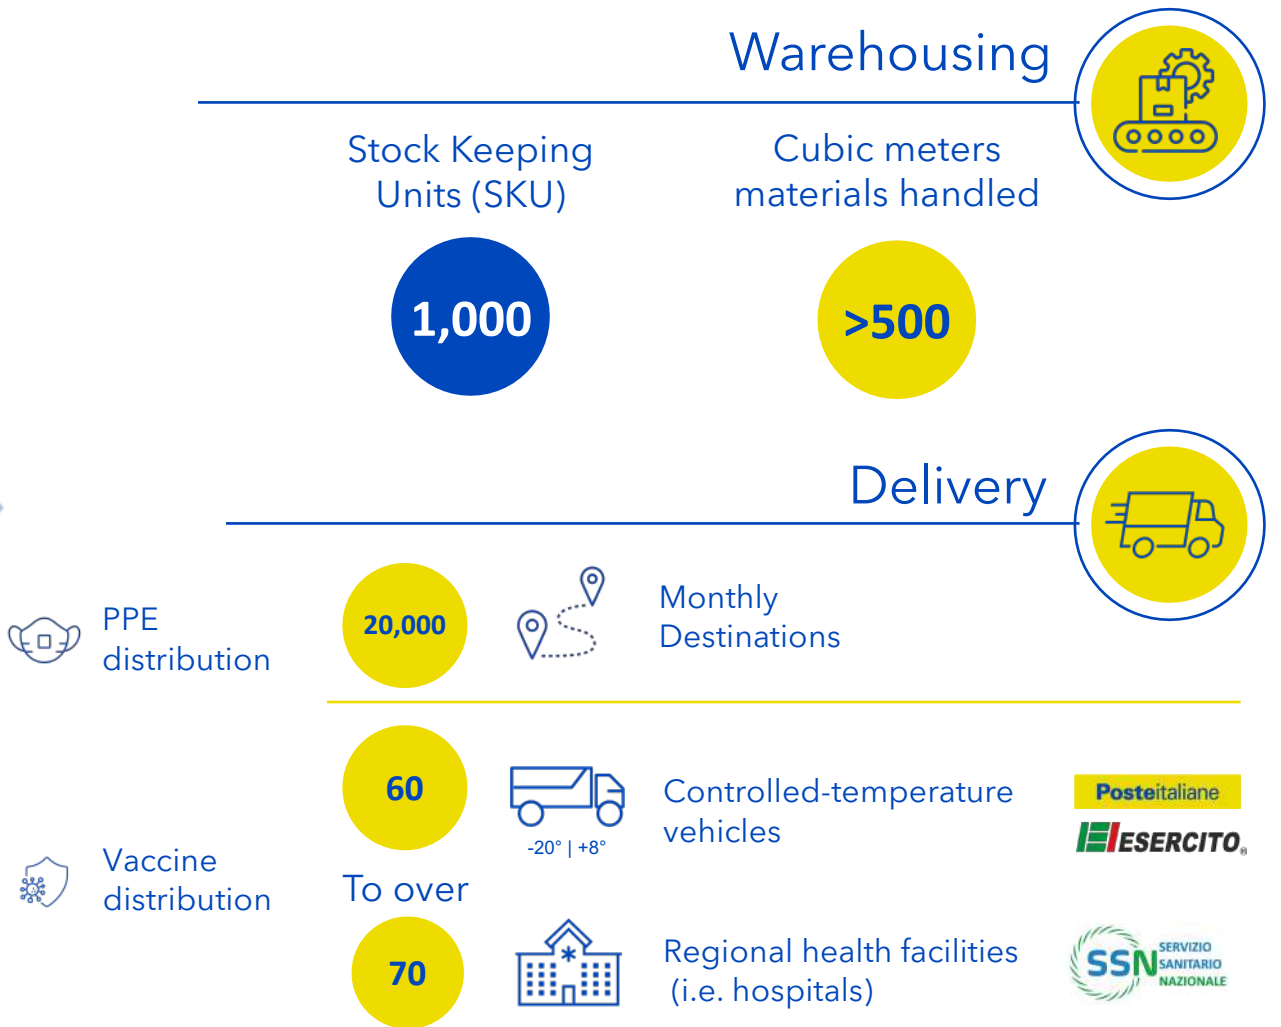 Warehousing
Stock Keeping
Units (SKU)
1,000
Cubic meters
materials handled
>500
Delivery
PPE
distribution
20,000
Monthly
Destinations
Vaccine
distribution
60
-20° | +8°
Controlled-temperature
vehicles
Posteitaliane
ESERCITO®
To over
70
Regional health facilities
(i.e. hospitals)
SSN
SERVIZIO
SANITARIO
NAZIONALE